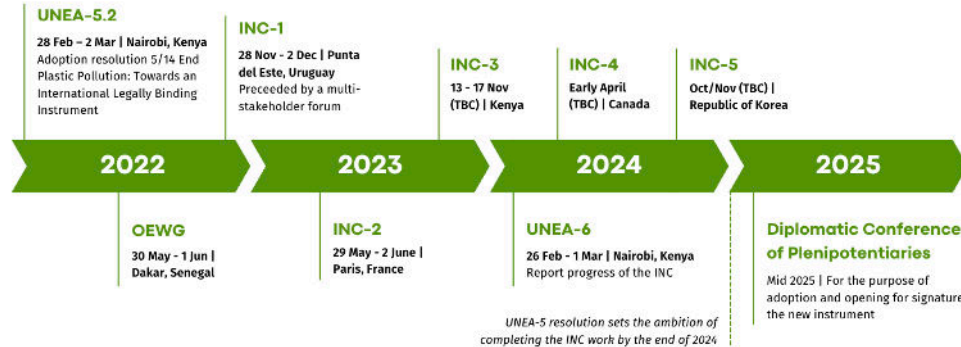 UNEA-5.2
28 Feb – 2 Mar | Nairobi, Kenya
Adoption resolution 5/14 End
Plastic Pollution: Towards an
International Legally Binding
Instrument
INC-1
28 Nov - 2 Dec | Punta
del Este, Uruguay
Preceeded by a multi-
stakeholder forum
INC-3
13 - 17 Nov
(TBC) | Kenya
INC-4
Early April
(TBC) | Canada
INC-5
Oct/Nov (TBC) |
Republic of Korea
2022
2023
2024
2025
OEWG
30 May - 1 Jun |
Dakar, Senegal
INC-2
29 May - 2 June |
Paris, France
UNEA-6
26 Feb - 1 Mar | Nairobi, Kenya
Report progress of the INC
Diplomatic Conference
of Plenipotentiaries
Mid 2025 | For the purpose of
adoption and opening for signature
the new instrument
UNEA-5 resolution sets the ambition of
completing the INC work by the end of 2024